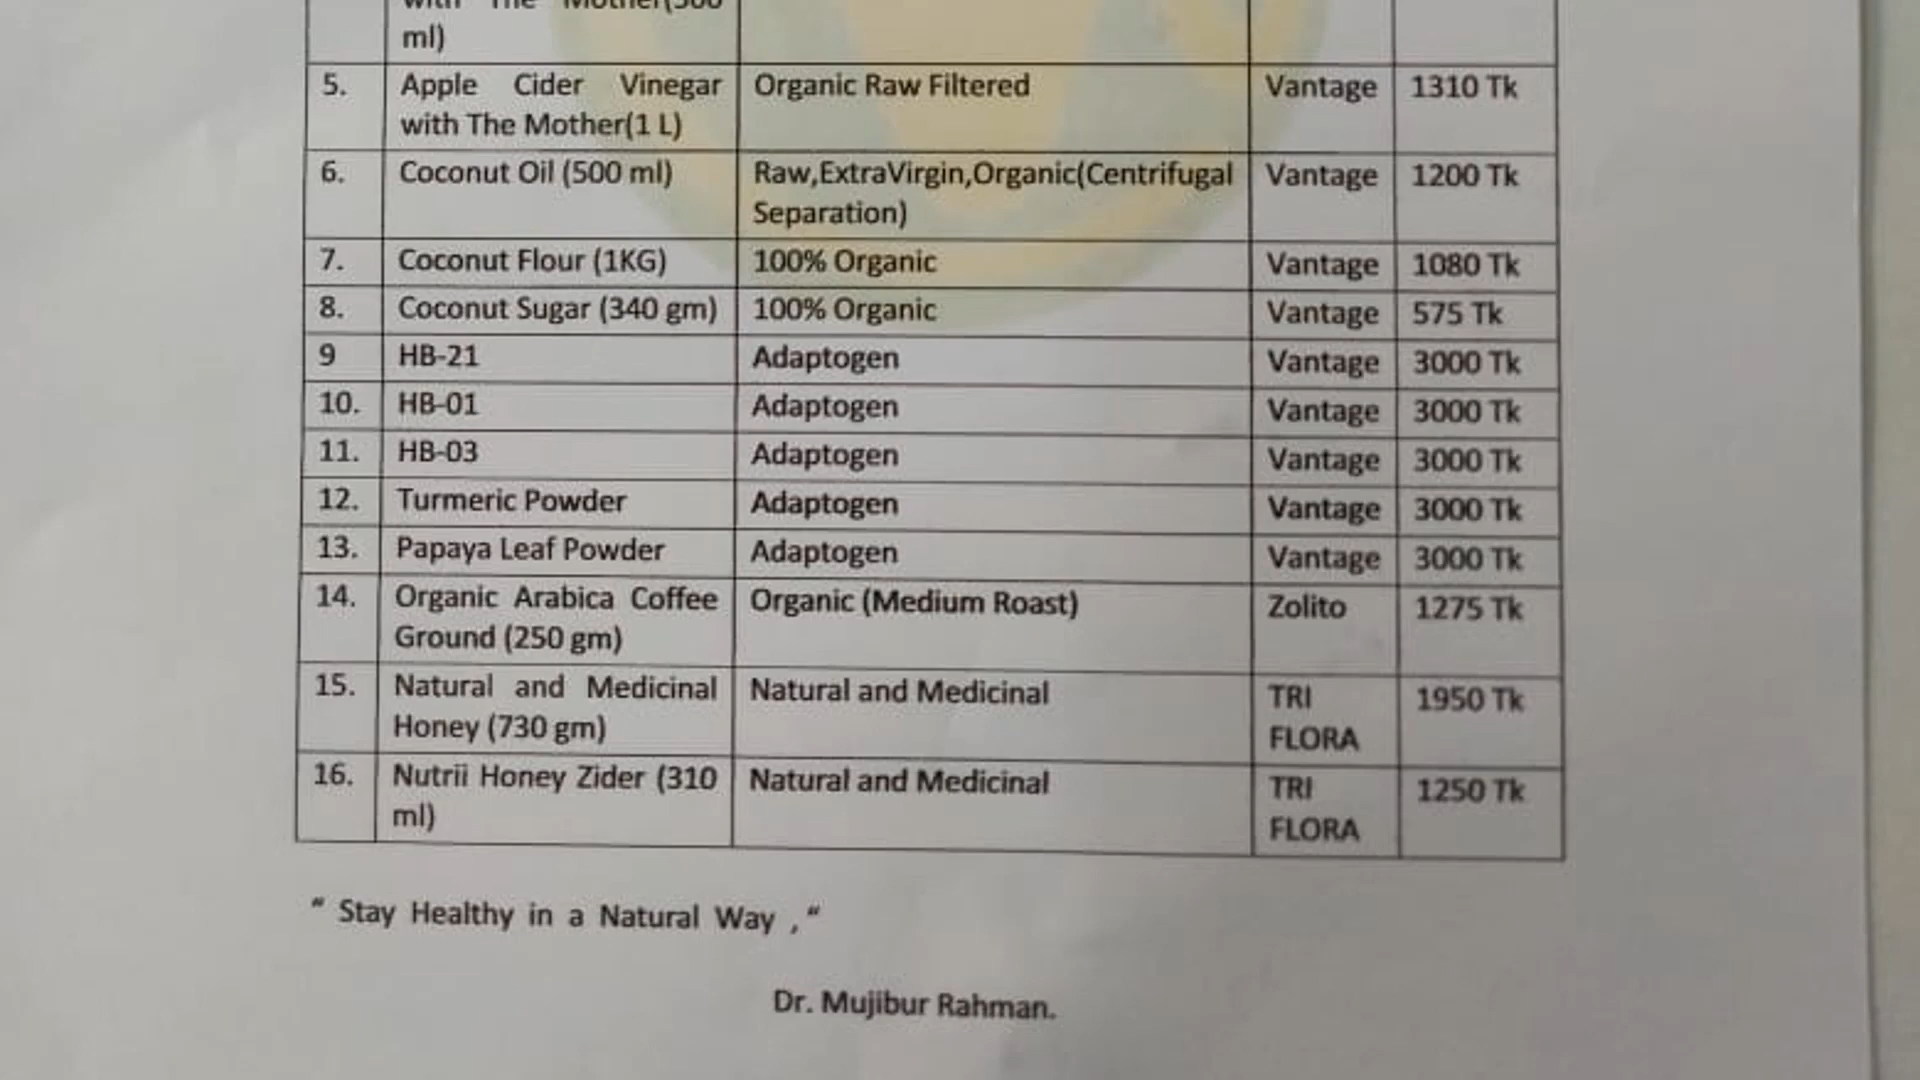 with The Mother(500
ml)
5. Apple Cider Vinegar with The Mother(1 L) Organic Raw Filtered Vantage 1310 Tk
6. Coconut Oil (500 ml) Raw,ExtraVirgin,Organic(Centrifugal Separation) Vantage 1200 Tk
7. Coconut Flour (1KG) 100% Organic Vantage 1080 Tk
8. Coconut Sugar (340 gm) 100% Organic Vantage 575 Tk
9 HB-21 Adaptogen Vantage 3000 Tk
10. HB-01 Adaptogen Vantage 3000 Tk
11. HB-03 Adaptogen Vantage 3000 Tk
12. Turmeric Powder Adaptogen Vantage 3000 Tk
13. Papaya Leaf Powder Adaptogen Vantage 3000 Tk
14. Organic Arabica Coffee Ground (250 gm) Organic (Medium Roast) Zolito 1275 Tk
15. Natural and Medicinal Honey (730 gm) Natural and Medicinal TRI FLORA 1950 Tk
16. Nutrii Honey Zider (310 ml) Natural and Medicinal TRI FLORA 1250 Tk
“ Stay Healthy in a Natural Way , “
Dr. Mujibur Rahman.